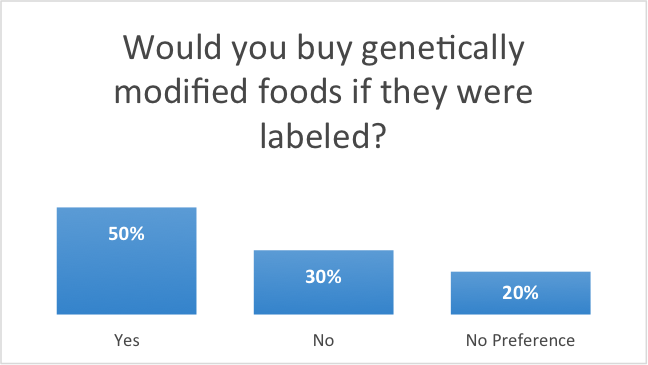 Would you buy genetically
modified foods if they were
labeled?
50%
30%
20%
Yes
No
No Preference